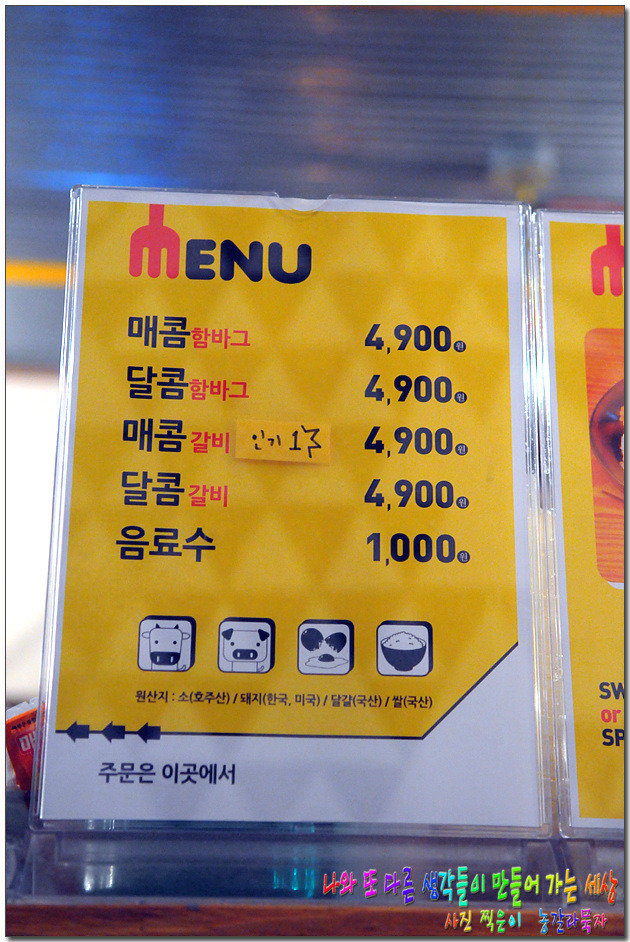 MENU
매콤함바그 4,900원
달콤함바그 4,900원
매콤갈비 인기 1위 4,900원
달콤갈비 4,900원
음료수 1,000원
원산지 : 소(호주산) / 돼지(한국, 미국) / 달걀(국산) / 쌀(국산)
주문은 이곳에서
SW
or
SP
나와 또 다른 생각들이 만들어 가는 세상
사진 찍은이 농갈라묵자